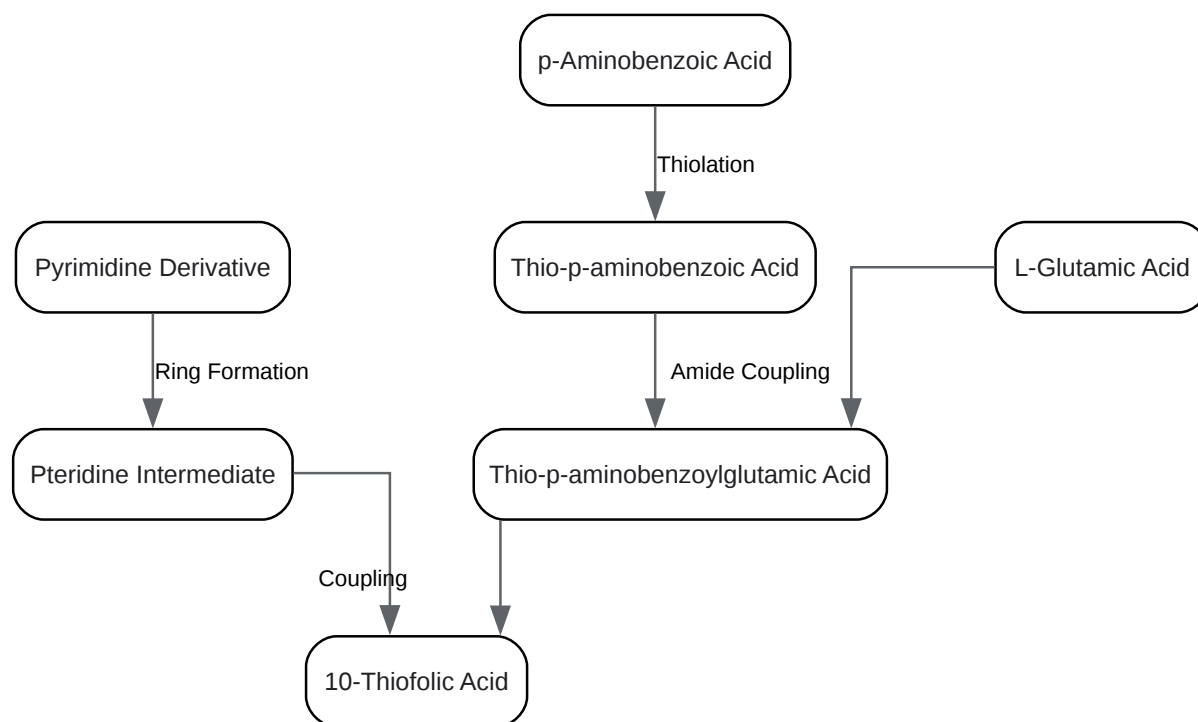 p-Aminobenzoic Acid
Thiolation
Pyrimidine Derivative
Thio-p-aminobenzoic Acid
L-Glutamic Acid
Ring Formation
Amide Coupling
Pteridine Intermediate
Thio-p-aminobenzoylglutamic Acid
Coupling
10-Thiofolic Acid